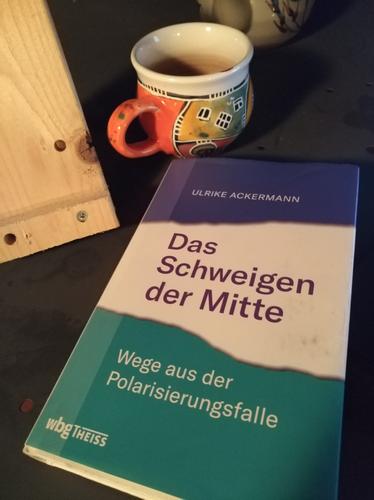 ULRIKE ACKERMANN
Das
Schweigen
der Mitte
Wege aus der
Polarisierungsfalle
wbg THEISS